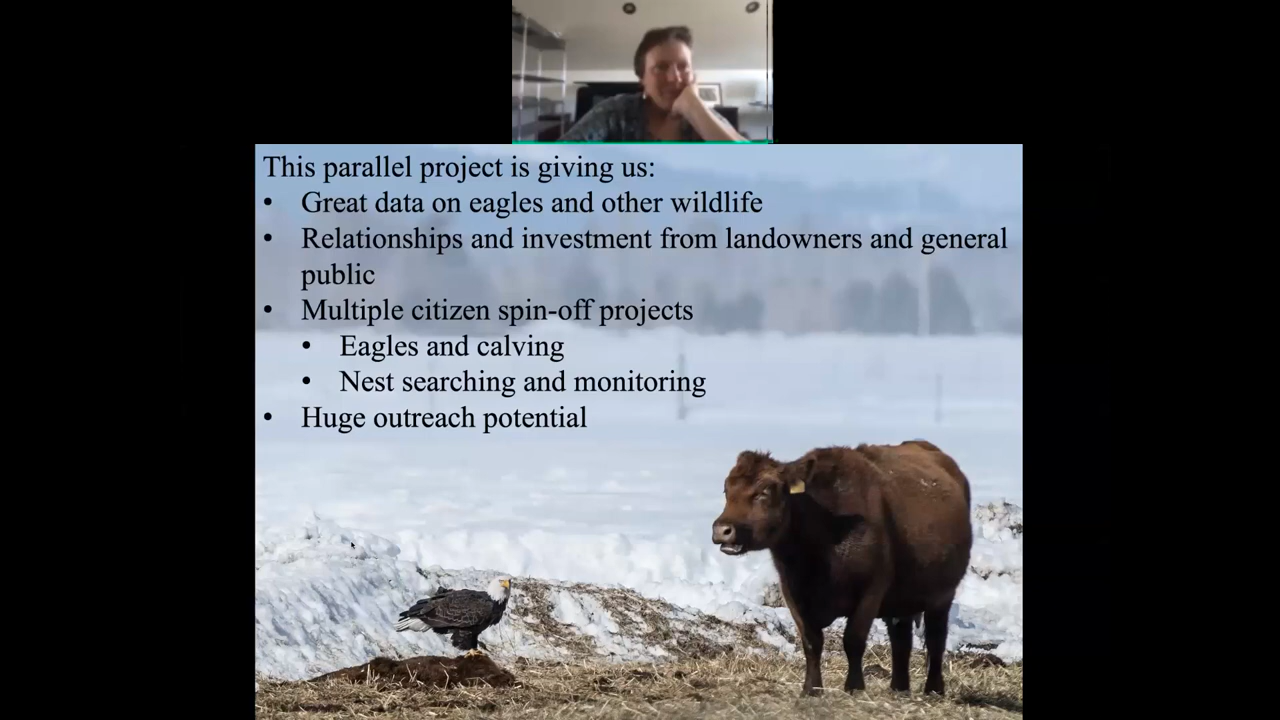 This parallel project is giving us:
• Great data on eagles and other wildlife
• Relationships and investment from landowners and general
public
• Multiple citizen spin-off projects
• Eagles and calving
• Nest searching and monitoring
• Huge outreach potential